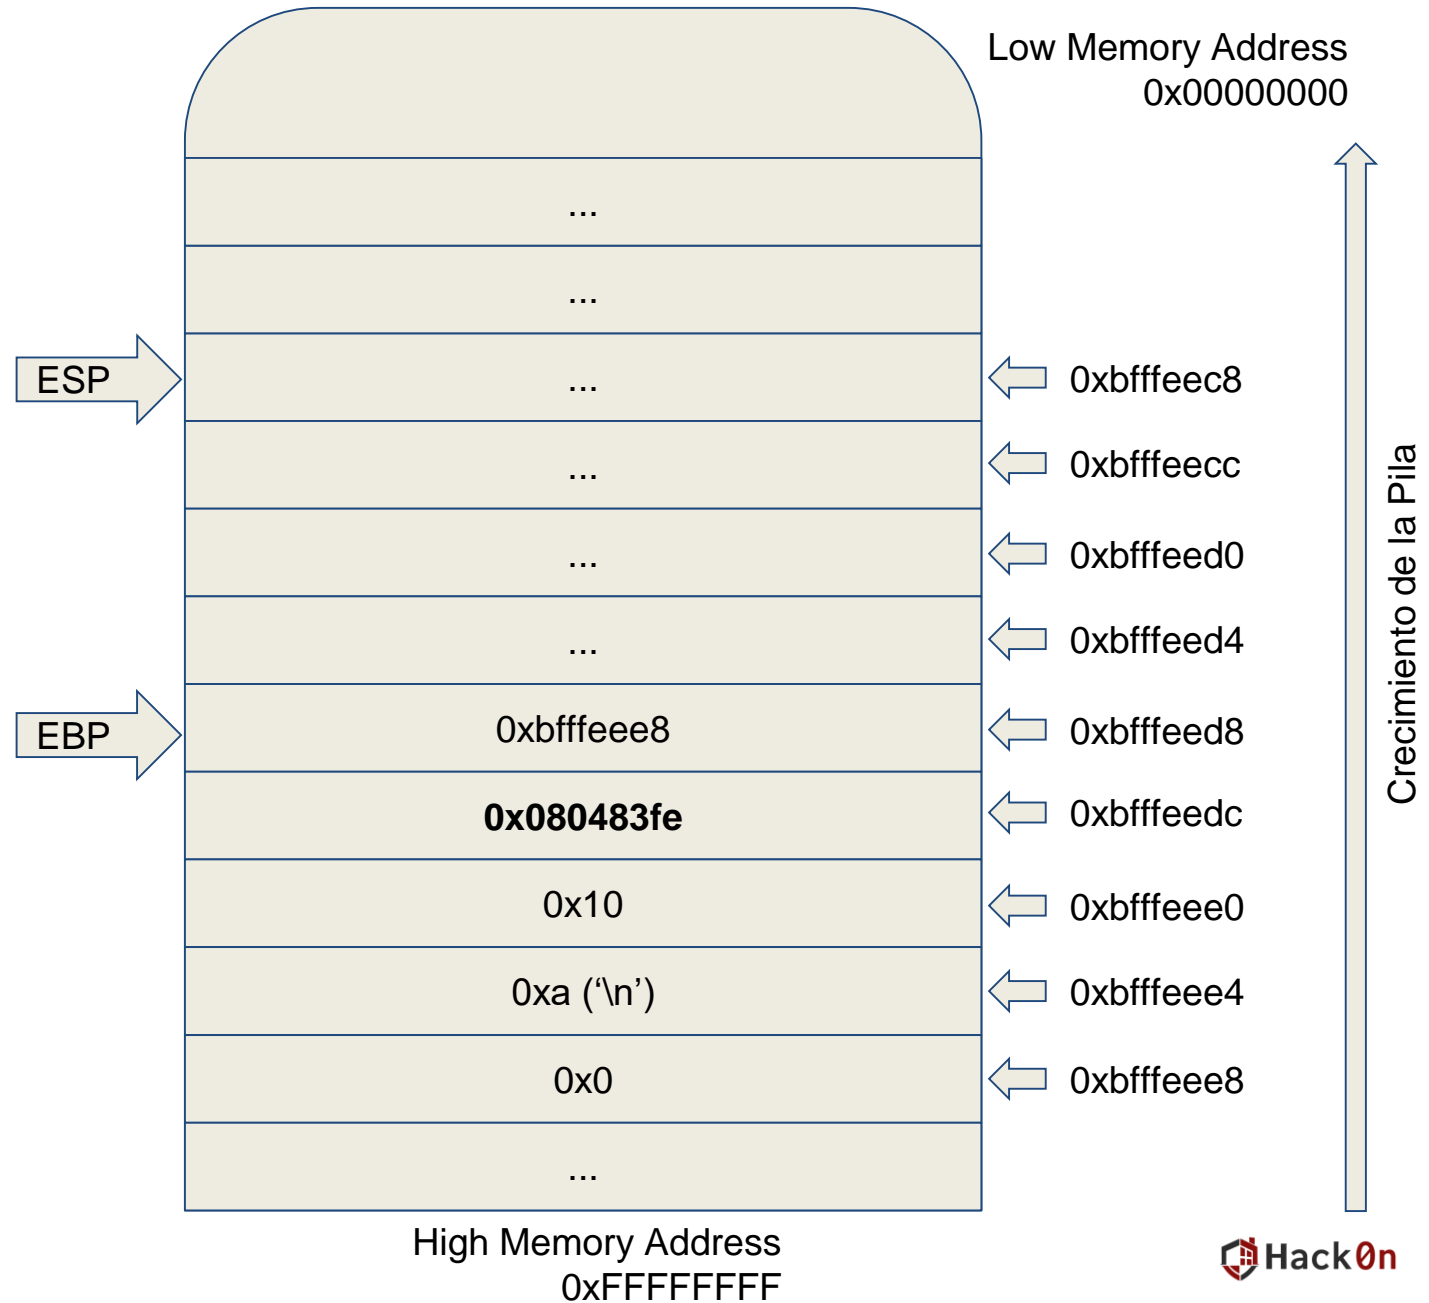 Low Memory Address
0x00000000
...
...
ESP
...
0xbfffeec8
...
0xbfffeecc
...
0xbfffeed0
...
0xbfffeed4
EBP
0xbfffeee8
0xbfffeed8
0x080483fe
0xbfffeedc
0x10
0xbfffeee0
0xa (‘\n’)
0xbfffeee4
0x0
0xbfffeee8
...
Crecimiento de la Pila
High Memory Address
0xFFFFFFFF
Hack0n